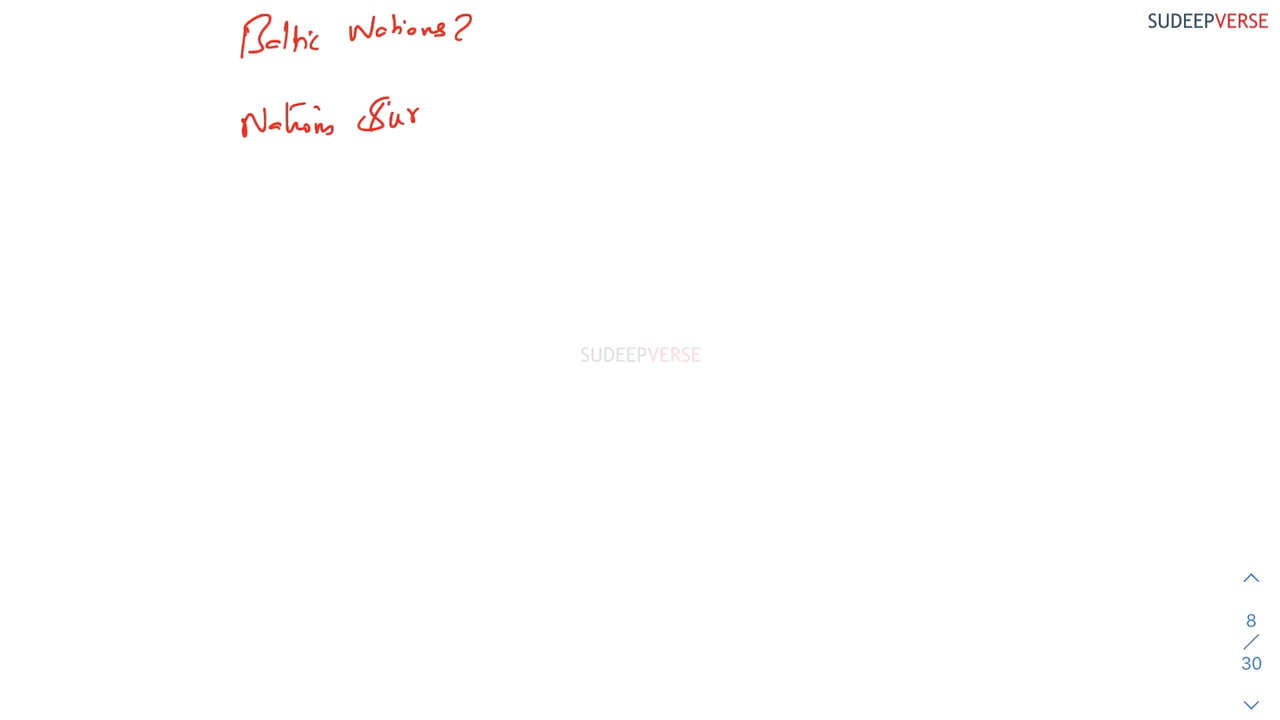 SUDEEPVERSE
Baltic Nations?
Nations Sur
SUDEEPVERSE
8
/
30